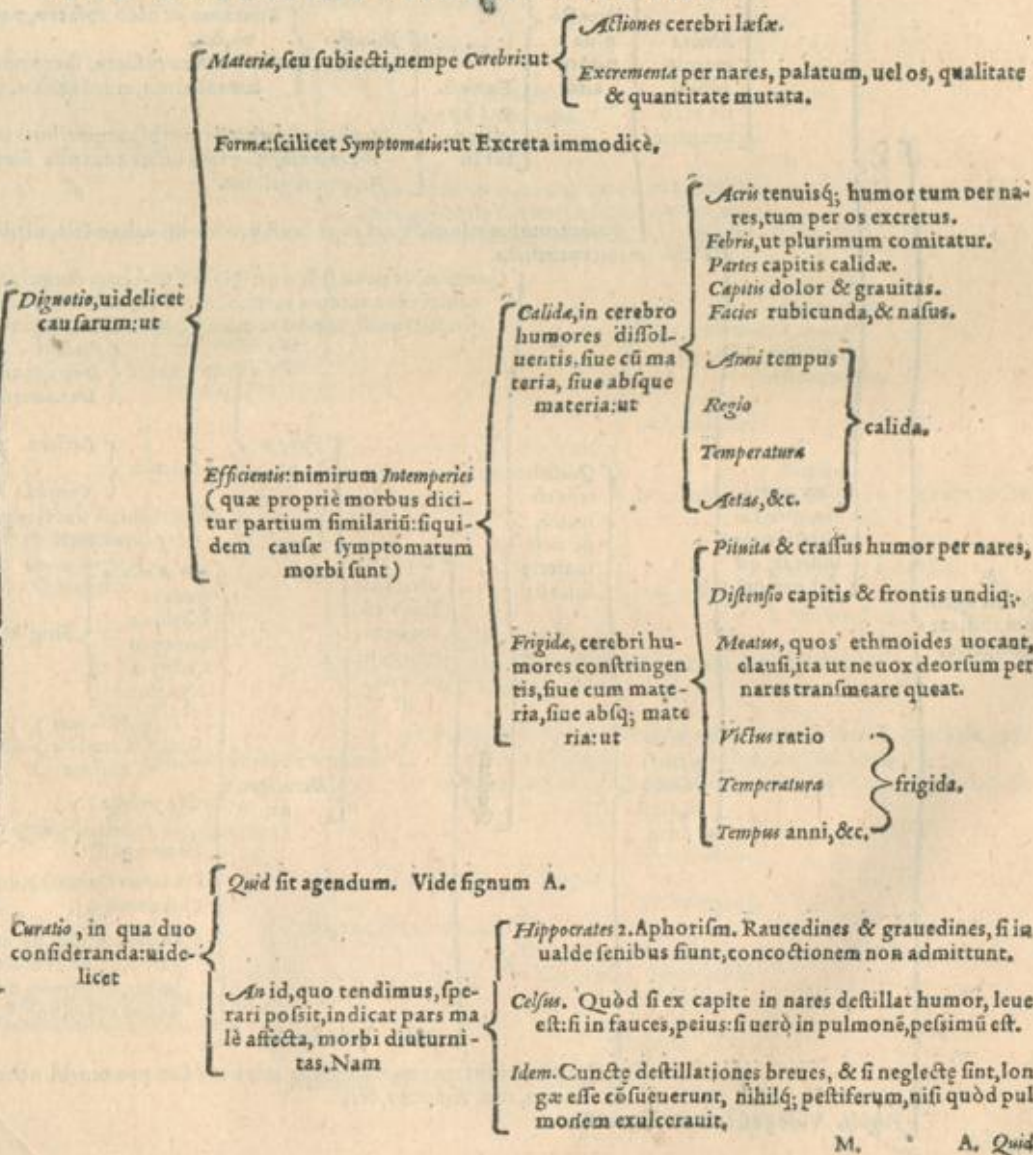 Actiones cerebri læsæ.
Materiæ, seu subiecti, nempe Cerebri: ut
Excrementa per nares, palatum, uel os, qualitate
& quantitate mutata.
Formæ: scilicet Symptomatis: ut Excreta immodicè,
Dignotio, uidelicet
causarum: ut
Efficientis: nimirum Intemperiei
( quæ propriè morbus dici-
tur partium similariũ: siqui-
dem causæ symptomatum
morbi sunt )
Calidæ, in cerebro
humores dissol-
uentis, siue cũ ma
teria, siue absque
materia: ut
Acris tenuisq; humor tum per na-
res, tum per os excretus.
Febris, ut plurimum comitatur.
Partes capitis calidæ.
Capitis dolor & grauitas.
Facies rubicunda, & nasus.
Anni tempus
Regio
Temperatura
Aetas, &c.
calida.
Frigidæ, cerebri hu-
mores constringen
tis, siue cum mate-
ria, siue absq; mate
ria: ut
Pituita & crassus humor per nares,
Distensio capitis & frontis undiq;.
Meatus, quos ethmoides uocant,
clausi, ita ut ne uox deorsum per
nares transmeare queat.
Victus ratio
Temperatura
Tempus anni, &c.
frigida.
Curatio, in qua duo
consideranda: uide-
licet
Quid sit agendum. Vide signum A.
An id, quo tendimus, spe-
rari possit, indicat pars ma
lè affecta, morbi diuturni-
tas, Nam
Hippocrates 2. Aphorism. Raucedines & grauedines, si in
ualde senibus fiunt, concoctionem non admittunt.
Celsus. Quòd si ex capite in nares destillat humor, leue
est: si in fauces, peius: si uerò in pulmonẽ, pessimũ est.
Idem. Cunctę destillationes breues, & si neglectę sint, lon
gæ esse cõsueuerunt, nihilq; pestiferum, nisi quòd pul
monem exulcerauit.
M. A. Quid